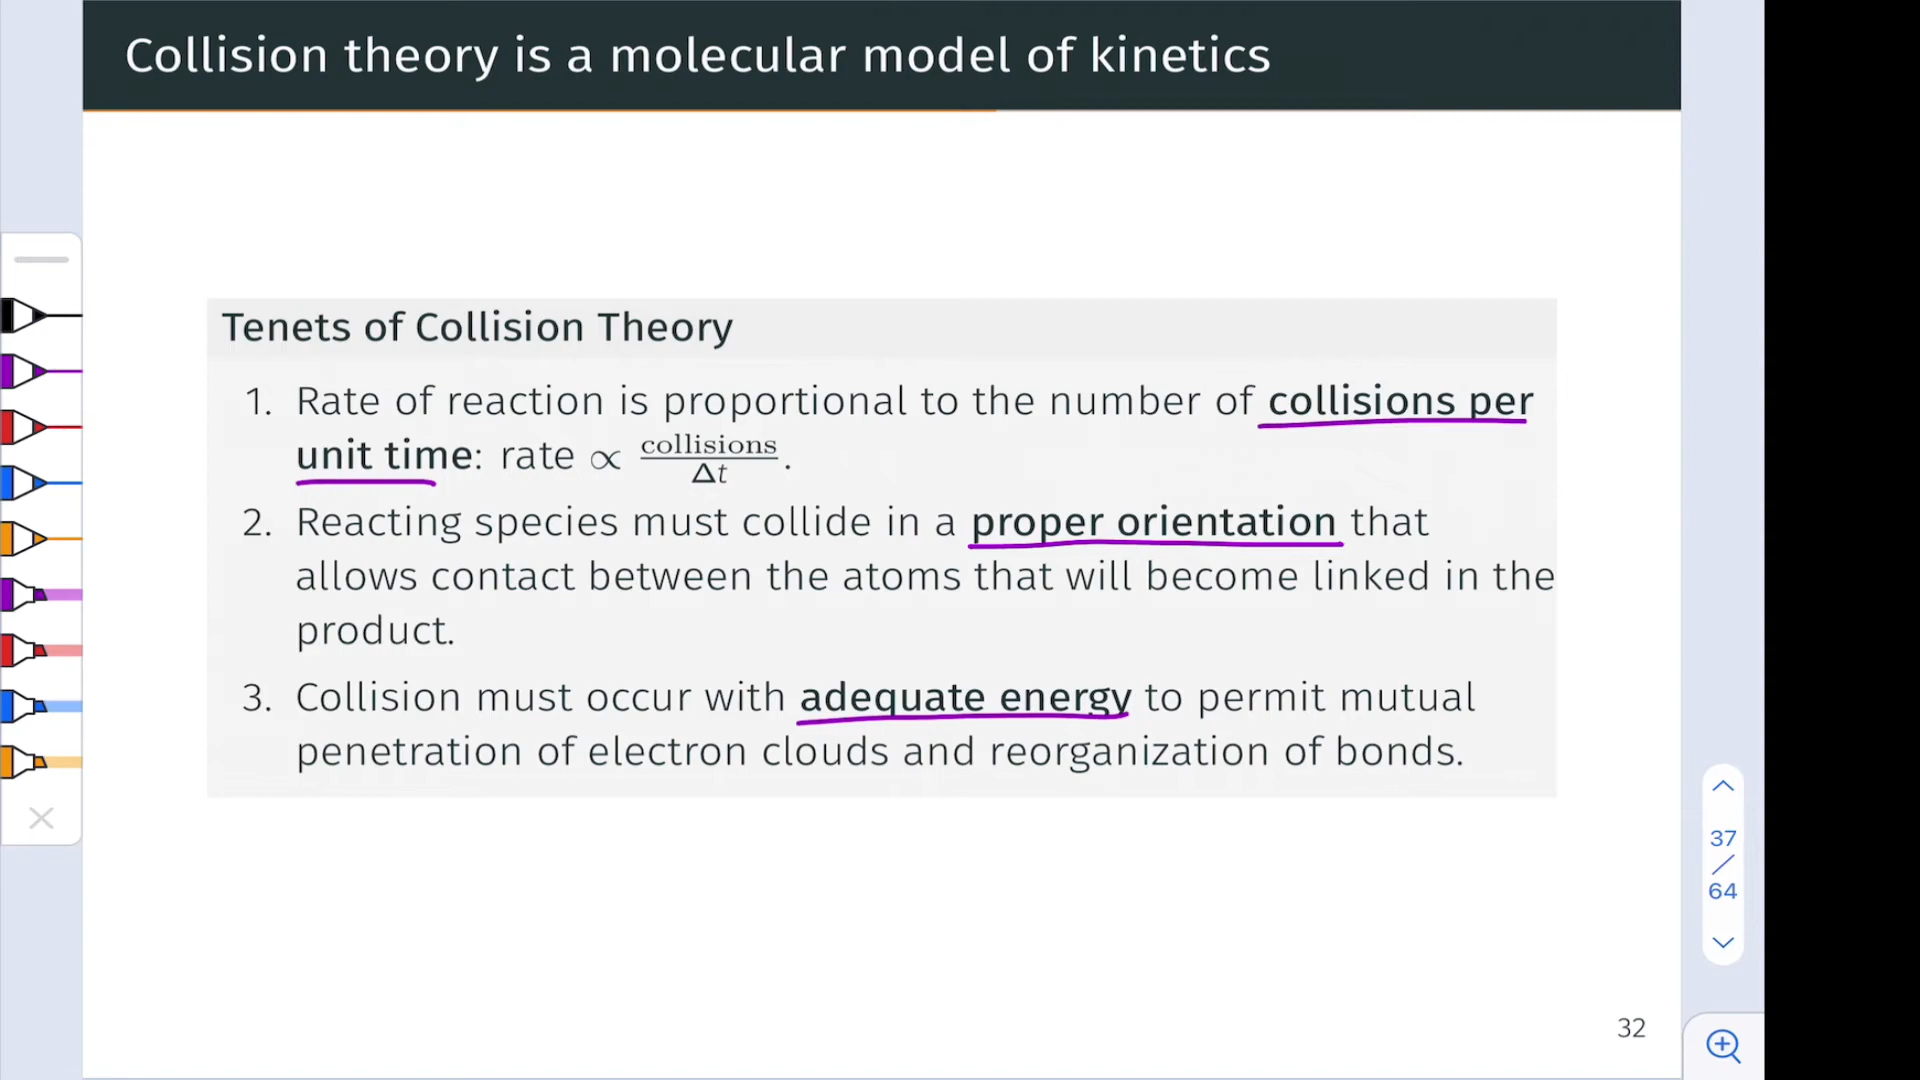 Collision theory is a molecular model of kinetics
Tenets of Collision Theory
1. Rate of reaction is proportional to the number of collisions per
unit time: rate ∝ collisions/Δt.
2. Reacting species must collide in a proper orientation that
allows contact between the atoms that will become linked in the
product.
3. Collision must occur with adequate energy to permit mutual
penetration of electron clouds and reorganization of bonds.
37
/
64
32